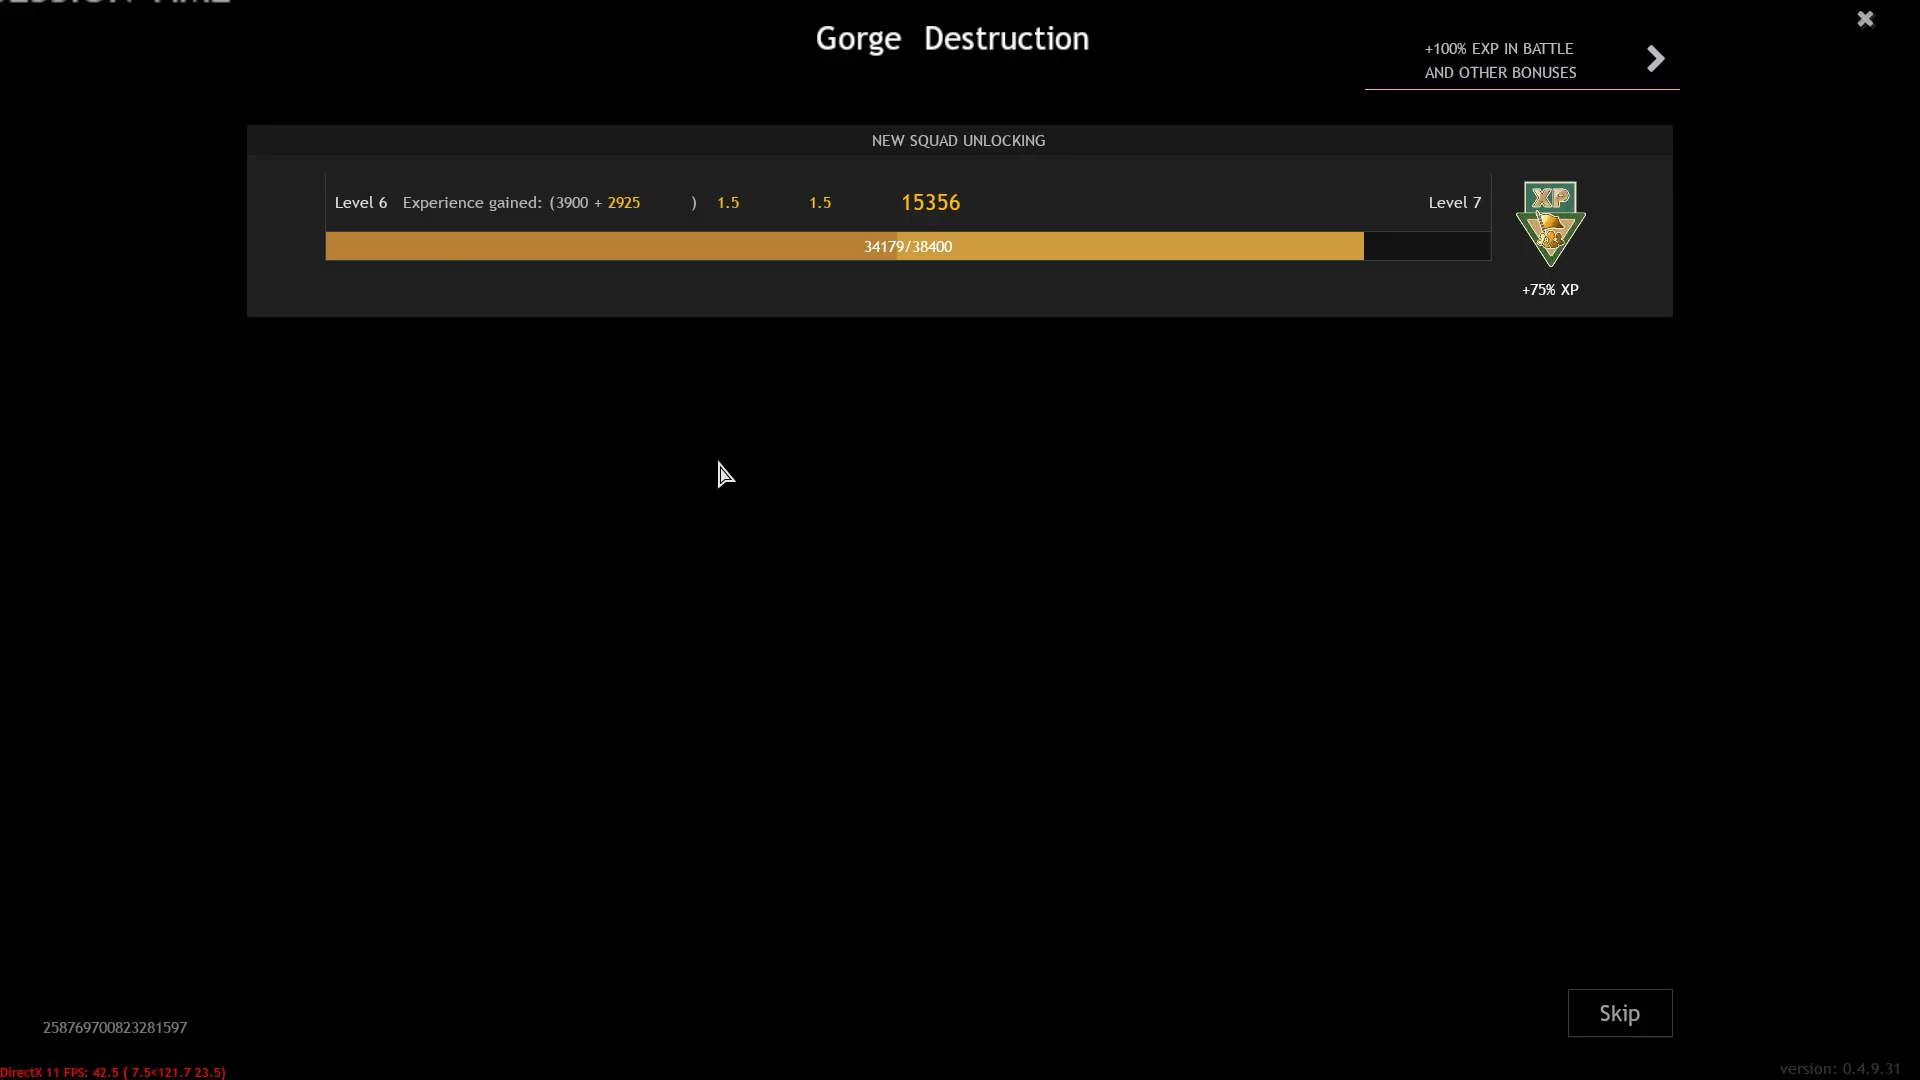 Gorge Destruction
+100% EXP IN BATTLE
AND OTHER BONUSES
NEW SQUAD UNLOCKING
Level 6 Experience gained: (3900 + 2925 ) 1.5 1.5 15356 Level 7
XP
34179/38400
+75% XP
Skip
258769700823281597
DirectX 11 FPS: 42.5 ( 7.5<121.7 23.5)
version: 0.4.9.31